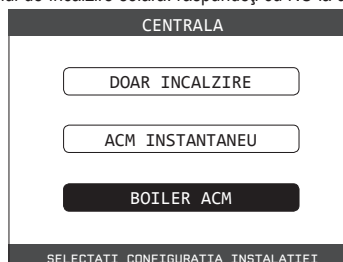 CENTRALA
DOAR INCALZIRE
ACM INSTANTANEU
BOILER ACM
SELECTATI CONFIGURATIA INSTALATIEI